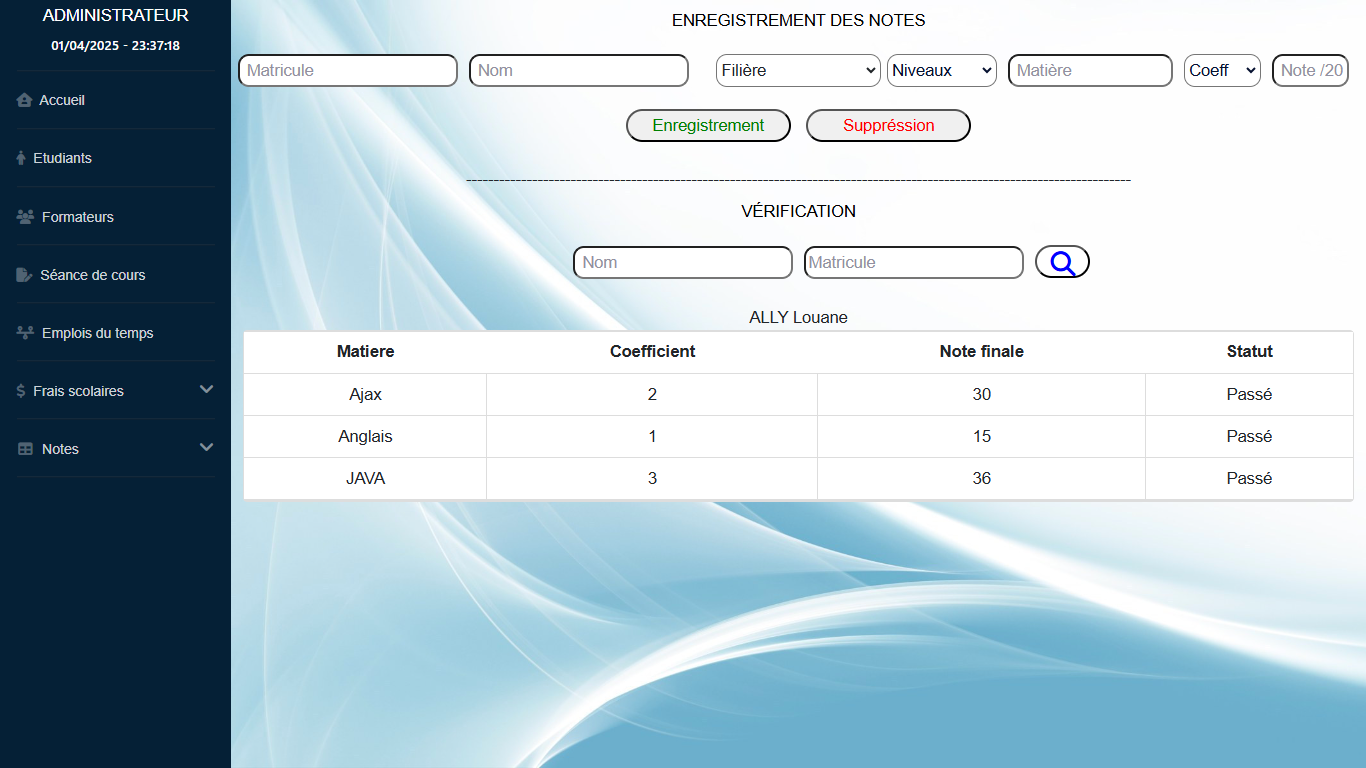 ADMINISTRATEUR
01/04/2025 - 23:37:18
Accueil
Etudiants
Formateurs
Séance de cours
Emplois du temps
Frais scolaires
Notes
ENREGISTREMENT DES NOTES
Matricule Nom Filière Niveaux Matière Coeff Note /20
Enregistrement Suppréssion
VÉRIFICATION
Nom Matricule
ALLY Louane
Matiere Coefficient Note finale Statut
Ajax 2 30 Passé
Anglais 1 15 Passé
JAVA 3 36 Passé